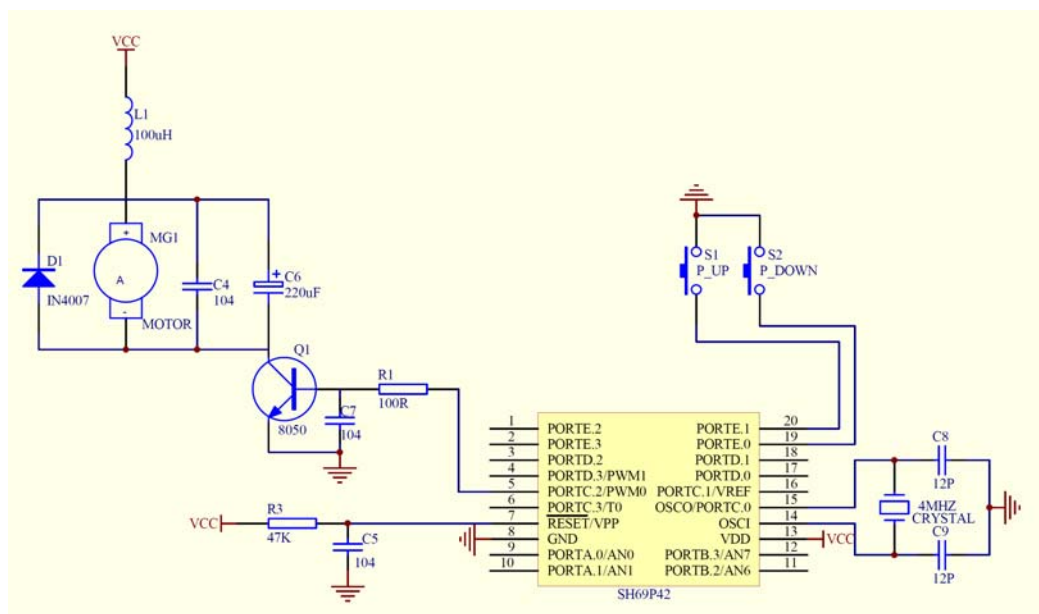 VCC
L1
100uH
+
MG1
A
-
MOTOR
D1
IN4007
C4
104
+
C6
220uF
Q1
8050
C7
104
R1
100R
S1
P_UP
S2
P_DOWN
1 PORTE.2
2 PORTE.3
3 PORTD.2
4 PORTD.3/PWM1
5 PORTC.2/PWM0
6 PORTC.3/T0
7 RESET/VPP
8 GND
9 PORTA.0/AN0
10 PORTA.1/AN1
PORTE.1 20
PORTE.0 19
PORTD.1 18
PORTD.0 17
PORTC.1/VREF 16
OSCO/PORTC.0 15
OSCI 14
VDD 13
PORTB.3/AN7 12
PORTB.2/AN6 11
SH69P42
VCC
R3
47K
C5
104
VCC
C8
12P
4MHZ
CRYSTAL
C9
12P